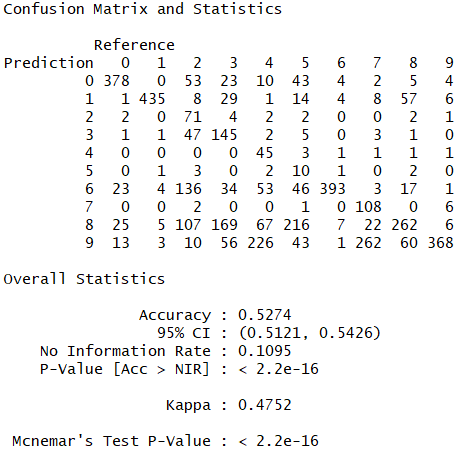 Confusion Matrix and Statistics
Reference
Prediction 0 1 2 3 4 5 6 7 8 9
0 378 0 53 23 10 43 4 2 5 4
1 1 435 8 29 1 14 4 8 57 6
2 2 0 71 4 2 2 0 0 2 1
3 1 1 47 145 2 5 0 3 1 0
4 0 0 0 0 45 3 1 1 1 1
5 0 1 3 0 2 10 1 0 2 0
6 23 4 136 34 53 46 393 3 17 1
7 0 0 2 0 0 1 0 108 0 6
8 25 5 107 169 67 216 7 22 262 6
9 13 3 10 56 226 43 1 262 60 368
Overall Statistics
Accuracy : 0.5274
95% CI : (0.5121, 0.5426)
No Information Rate : 0.1095
P-Value [Acc > NIR] : < 2.2e-16
Kappa : 0.4752
Mcnemar's Test P-Value : < 2.2e-16